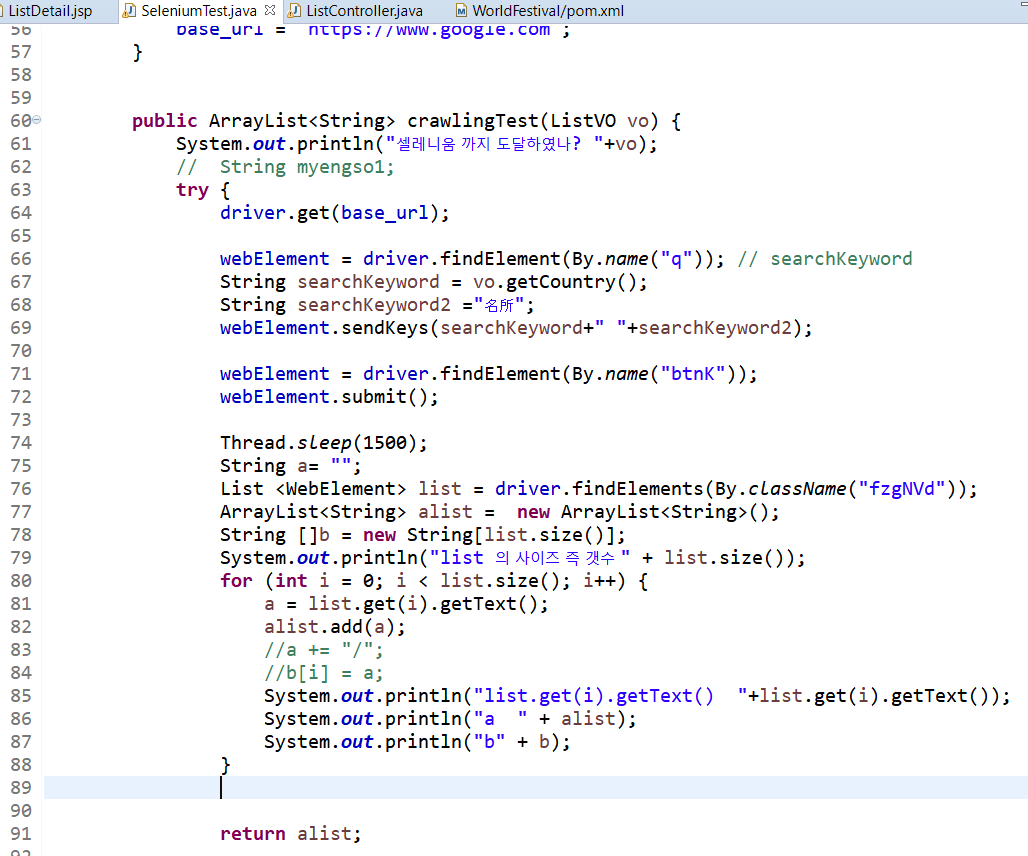 ListDetail.jsp SeleniumTest.java ListController.java WorldFestival/pom.xml
56 base_url = "https://www.google.com";
57 }
58
59
60 public ArrayList<String> crawlingTest(ListVO vo) {
61 System.out.println("셀레니움 까지 도달하였나? "+vo);
62 //  String myengso1;
63 try {
64 driver.get(base_url);
65
66 webElement = driver.findElement(By.name("q")); // searchKeyword
67 String searchKeyword = vo.getCountry();
68 String searchKeyword2 ="名所";
69 webElement.sendKeys(searchKeyword+" "+searchKeyword2);
70
71 webElement = driver.findElement(By.name("btnK"));
72 webElement.submit();
73
74 Thread.sleep(1500);
75 String a= "";
76 List <WebElement> list = driver.findElements(By.className("fzgNVd"));
77 ArrayList<String> alist =  new ArrayList<String>();
78 String []b = new String[list.size()];
79 System.out.println("list 의 사이즈 즉 갯수 " + list.size());
80 for (int i = 0; i < list.size(); i++) {
81 a = list.get(i).getText();
82 alist.add(a);
83 //a += "/";
84 //b[i] = a;
85 System.out.println("list.get(i).getText()  "+list.get(i).getText());
86 System.out.println("a  " + alist);
87 System.out.println("b" + b);
88 }
89
90
91 return alist;